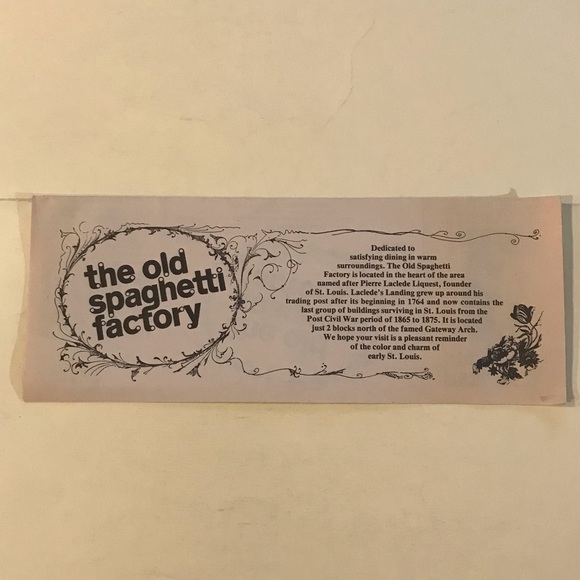 the old
spaghetti
factory
Dedicated to
satisfying dining in warm
surroundings. The Old Spaghetti
Factory is located in the heart of the area
named after Pierre Laclede Liquest, founder
of St. Louis. Laclede's Landing grew up around his
trading post after its beginning in 1764 and now contains the
last group of buildings surviving in St. Louis from the
Post Civil War period of 1865 to 1875. It is located
just 2 blocks north of the famed Gateway Arch.
We hope your visit is a pleasant reminder
of the color and charm of
early St. Louis.